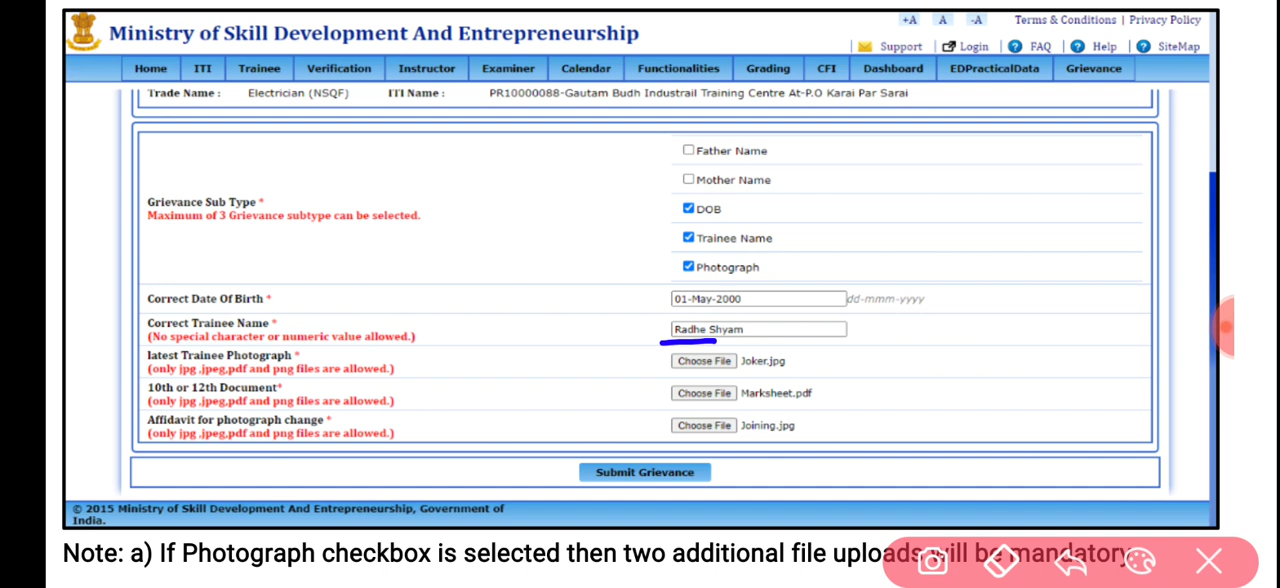 +A A -A Terms & Conditions | Privacy Policy
Ministry of Skill Development And Entrepreneurship
| Support | Login | ? FAQ | ? Help | ? SiteMap
Home ITI Trainee Verification Instructor Examiner Calendar Functionalities Grading CFI Dashboard EDPracticalData Grievance
Trade Name : Electrician (NSQF) ITI Name : PR10000088-Gautam Budh Industrail Training Centre At-P.O Karai Par Sarai
Father Name
Mother Name
Grievance Sub Type *
Maximum of 3 Grievance subtype can be selected.
DOB
Trainee Name
Photograph
Correct Date Of Birth * 01-May-2000 dd-mmm-yyyy
Correct Trainee Name *
(No special character or numeric value allowed.) Radhe Shyam
latest Trainee Photograph *
(only jpg ,jpeg,pdf and png files are allowed.) Choose File Joker.jpg
10th or 12th Document*
(only jpg ,jpeg,pdf and png files are allowed.) Choose File Marksheet.pdf
Affidavit for photograph change *
(only jpg ,jpeg,pdf and png files are allowed.) Choose File Joining.jpg
Submit Grievance
© 2015 Ministry of Skill Development And Entrepreneurship, Government of
India.
Note: a) If Photograph checkbox is selected then two additional file uploads will be mandatory